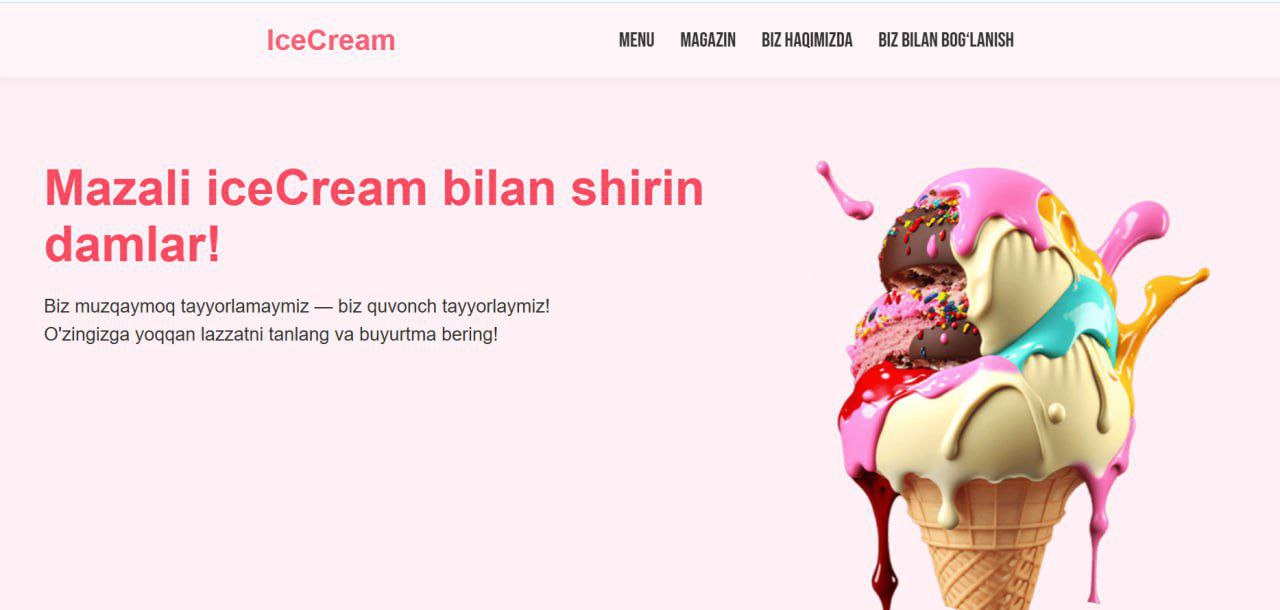 IceCream
MENU MAGAZIN BIZ HAQIMIZDA BIZ BILAN BOG‘LANISH
Mazali iceCream bilan shirin
damlar!
Biz muzqaymoq tayyorlamaymiz — biz quvonch tayyorlaymiz!
O'zingizga yoqqan lazzatni tanlang va buyurtma bering!